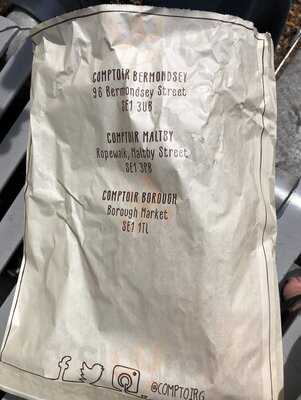 COMPTOIR BERMONDSEY
96 Bermondsey Street
SE1 3UB
COMPTOIR MALTBY
Ropewalk, Maltby Street
SE1 3PB
COMPTOIR BOROUGH
Borough Market
SE1 1TL
@COMPTOIRG